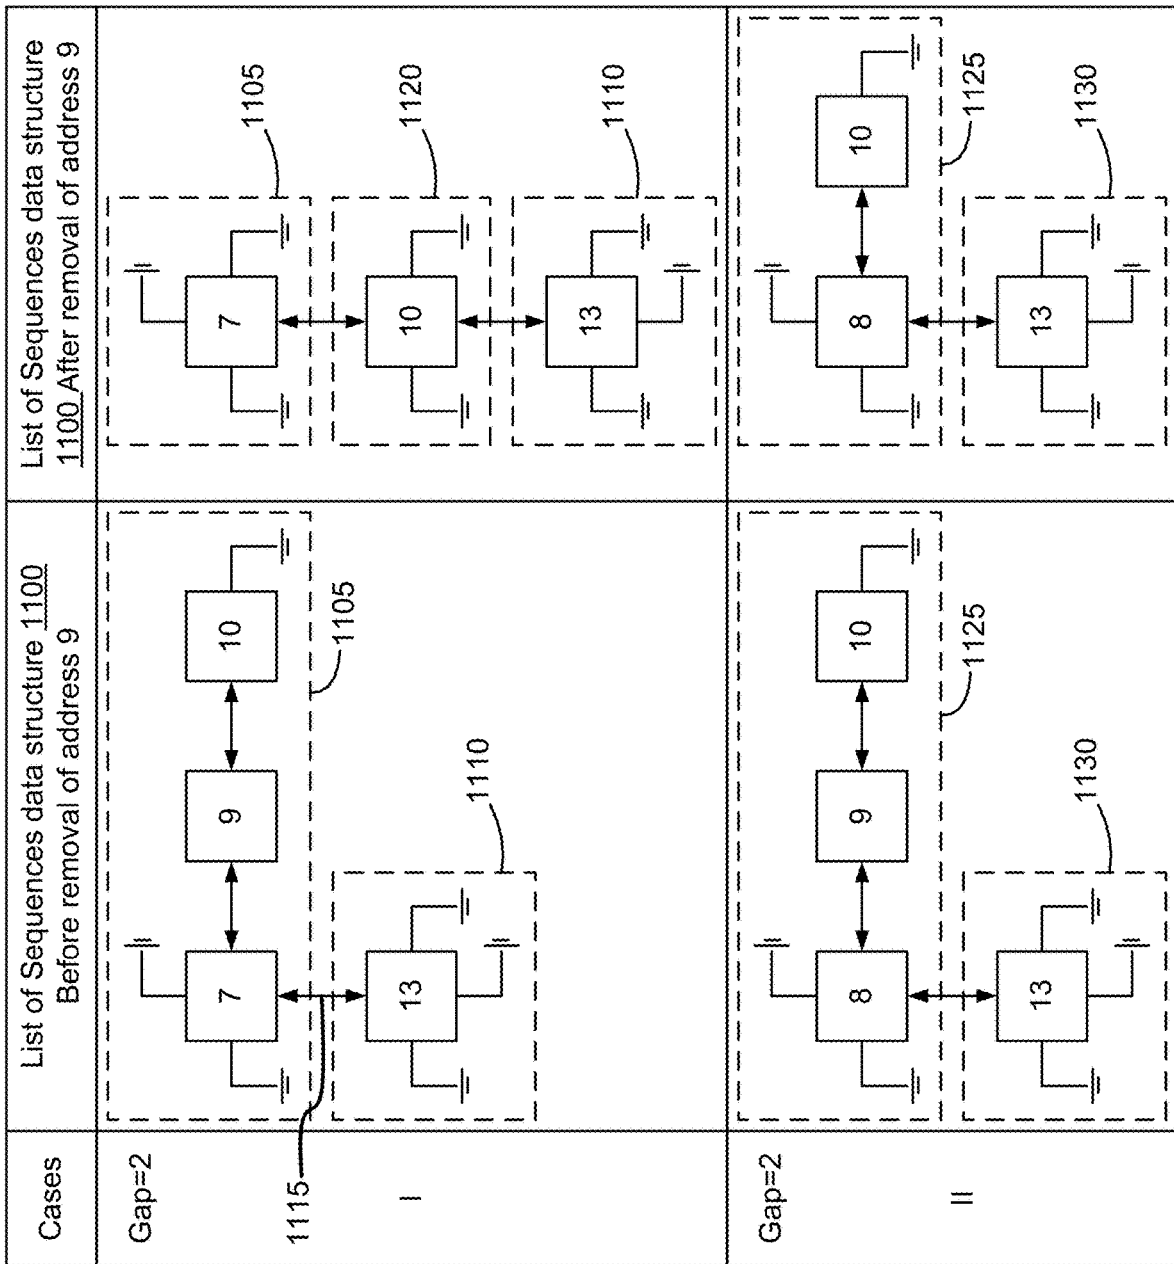 Cases
List of Sequences data structure 1100
Before removal of address 9
List of Sequences data structure
1100 After removal of address 9
Gap=2
I
1115
7
9
10
1105
13
1110
7
1105
10
1120
13
1110
Gap=2
II
8
9
10
1125
13
1130
8
10
1125
13
1130